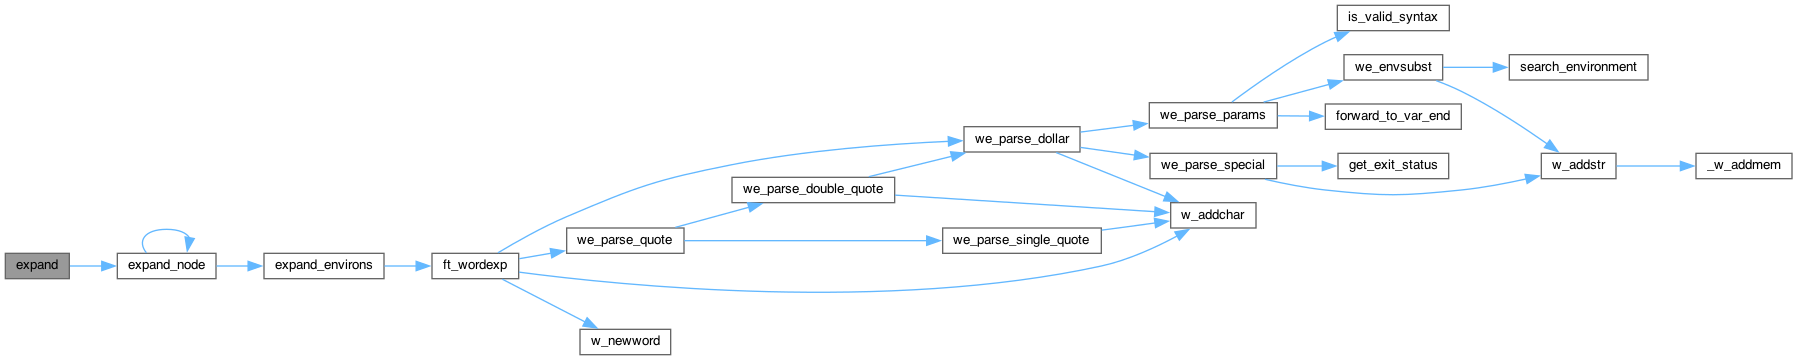 is_valid_syntax
we_envsubst
search_environment
we_parse_params
forward_to_var_end
we_parse_dollar
we_parse_special
get_exit_status
w_addstr
_w_addmem
we_parse_double_quote
w_addchar
we_parse_quote
we_parse_single_quote
expand
expand_node
expand_environs
ft_wordexp
w_newword